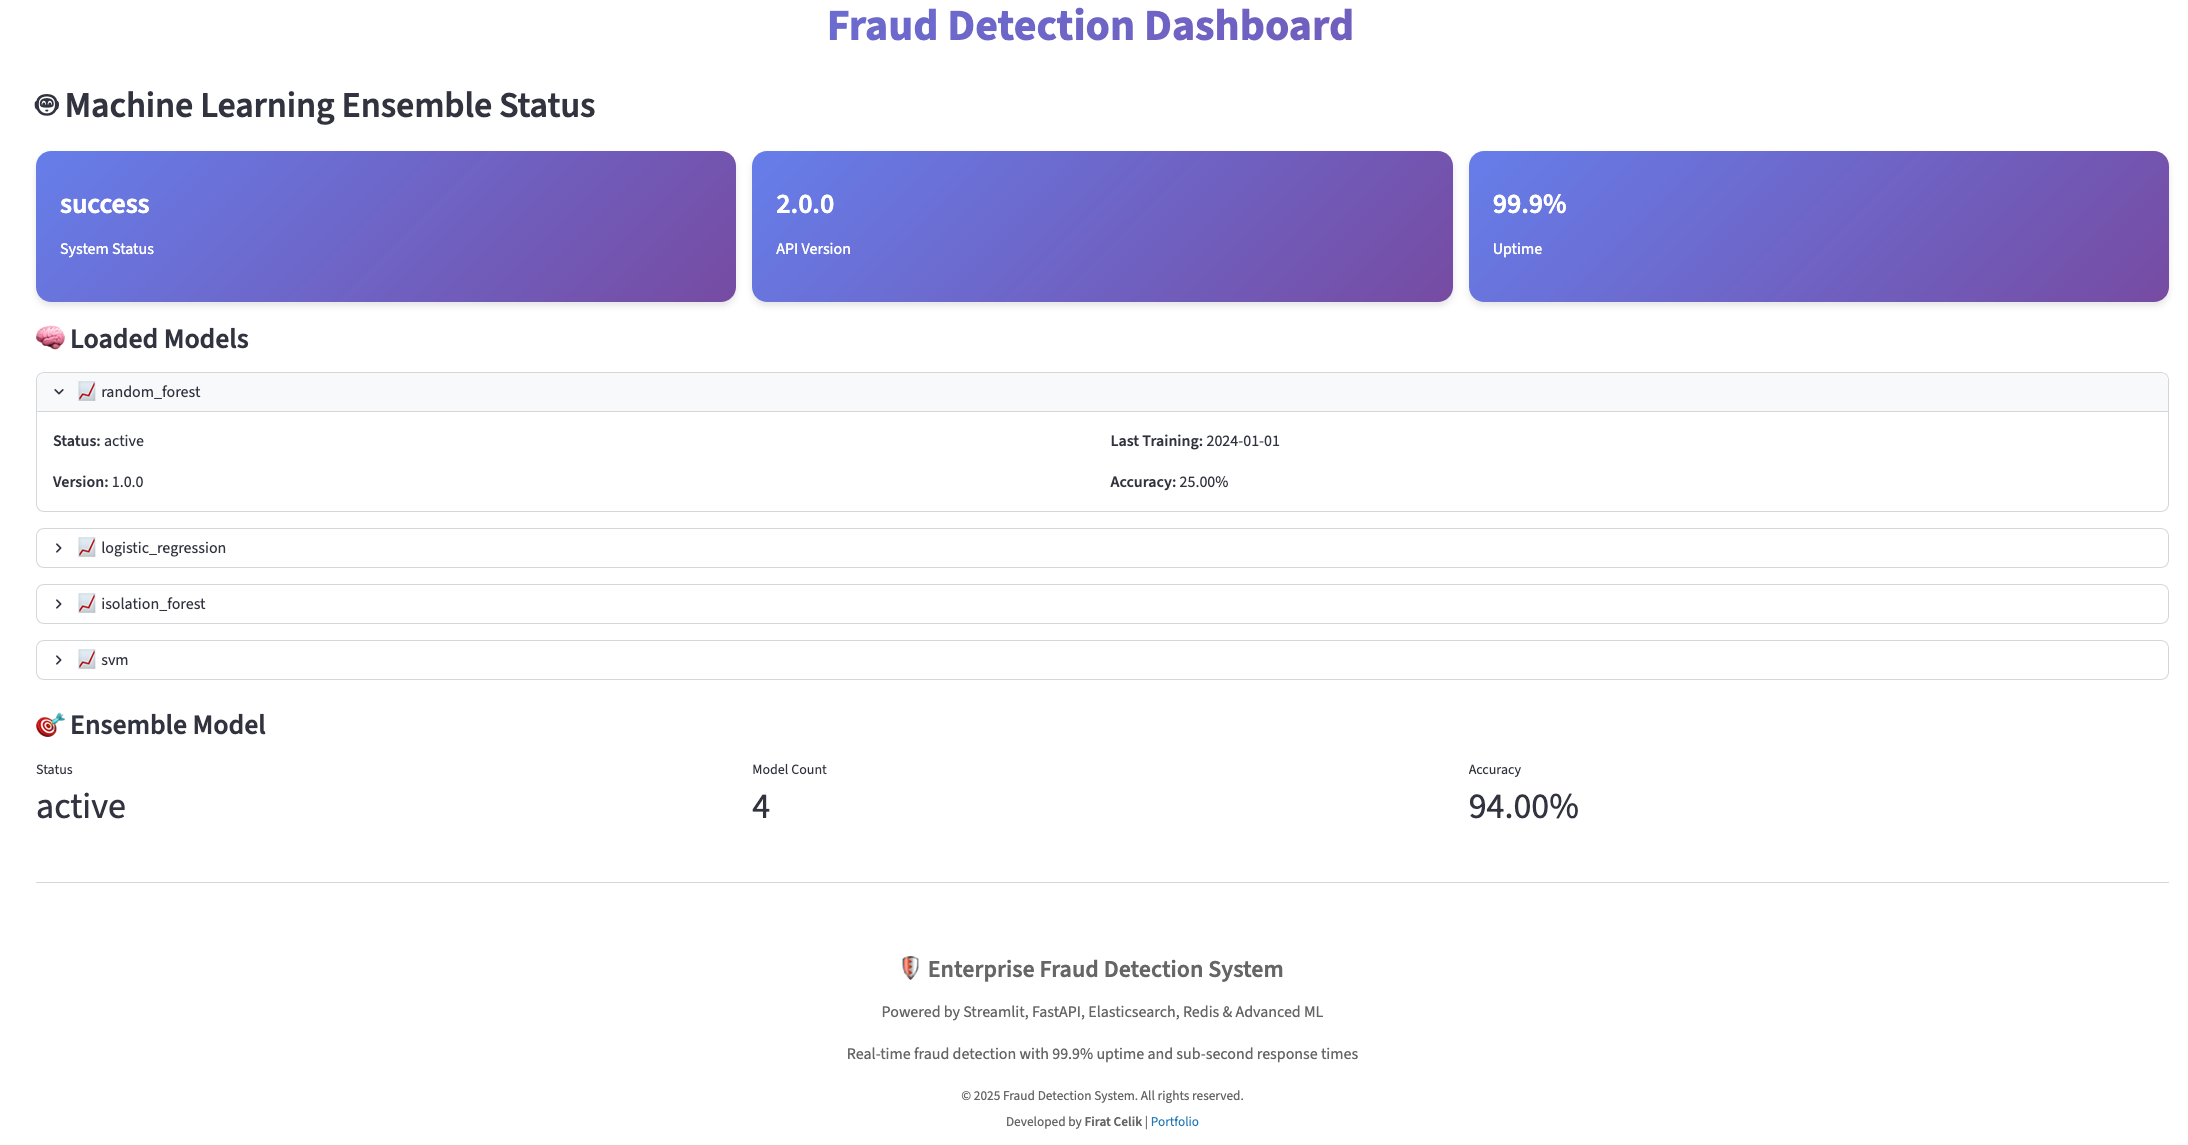 Fraud Detection Dashboard
Machine Learning Ensemble Status
success
System Status
2.0.0
API Version
99.9%
Uptime
Loaded Models
random_forest
Status: active
Last Training: 2024-01-01
Version: 1.0.0
Accuracy: 25.00%
logistic_regression
isolation_forest
svm
Ensemble Model
Status
active
Model Count
4
Accuracy
94.00%
Enterprise Fraud Detection System
Powered by Streamlit, FastAPI, Elasticsearch, Redis & Advanced ML
Real-time fraud detection with 99.9% uptime and sub-second response times
© 2025 Fraud Detection System. All rights reserved.
Developed by Firat Celik | Portfolio